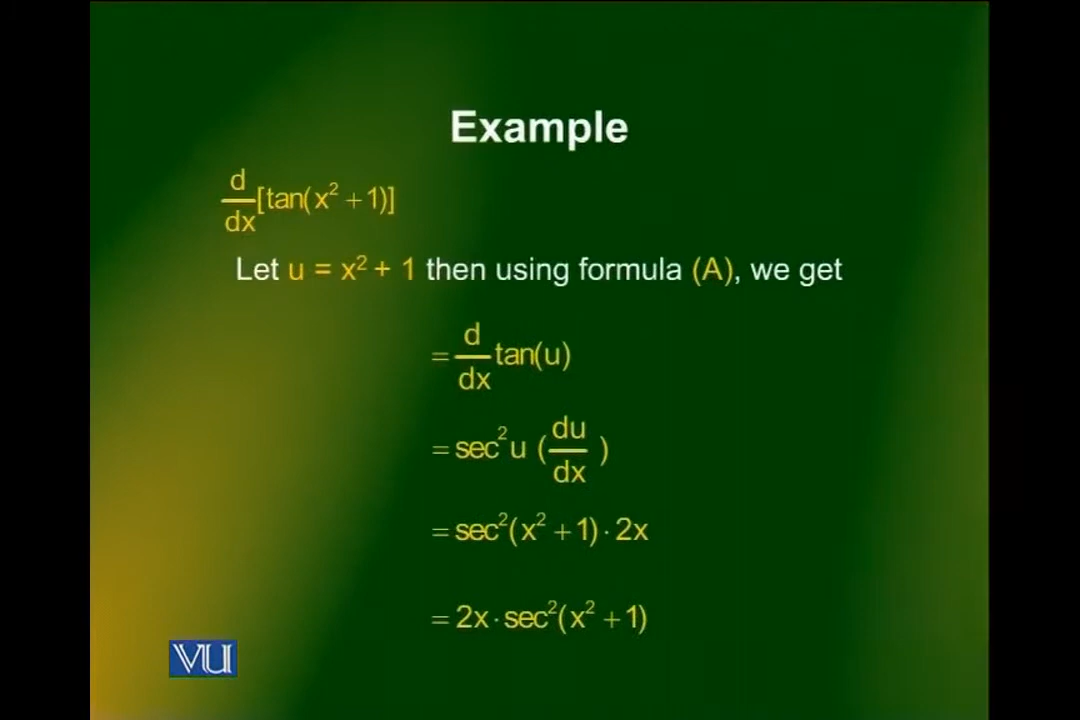 Example
d/dx [tan(x² + 1)]
Let u = x² + 1 then using formula (A), we get
= d/dx tan(u)
= sec² u (du/dx)
= sec²(x² + 1) · 2x
= 2x · sec²(x² + 1)
VU